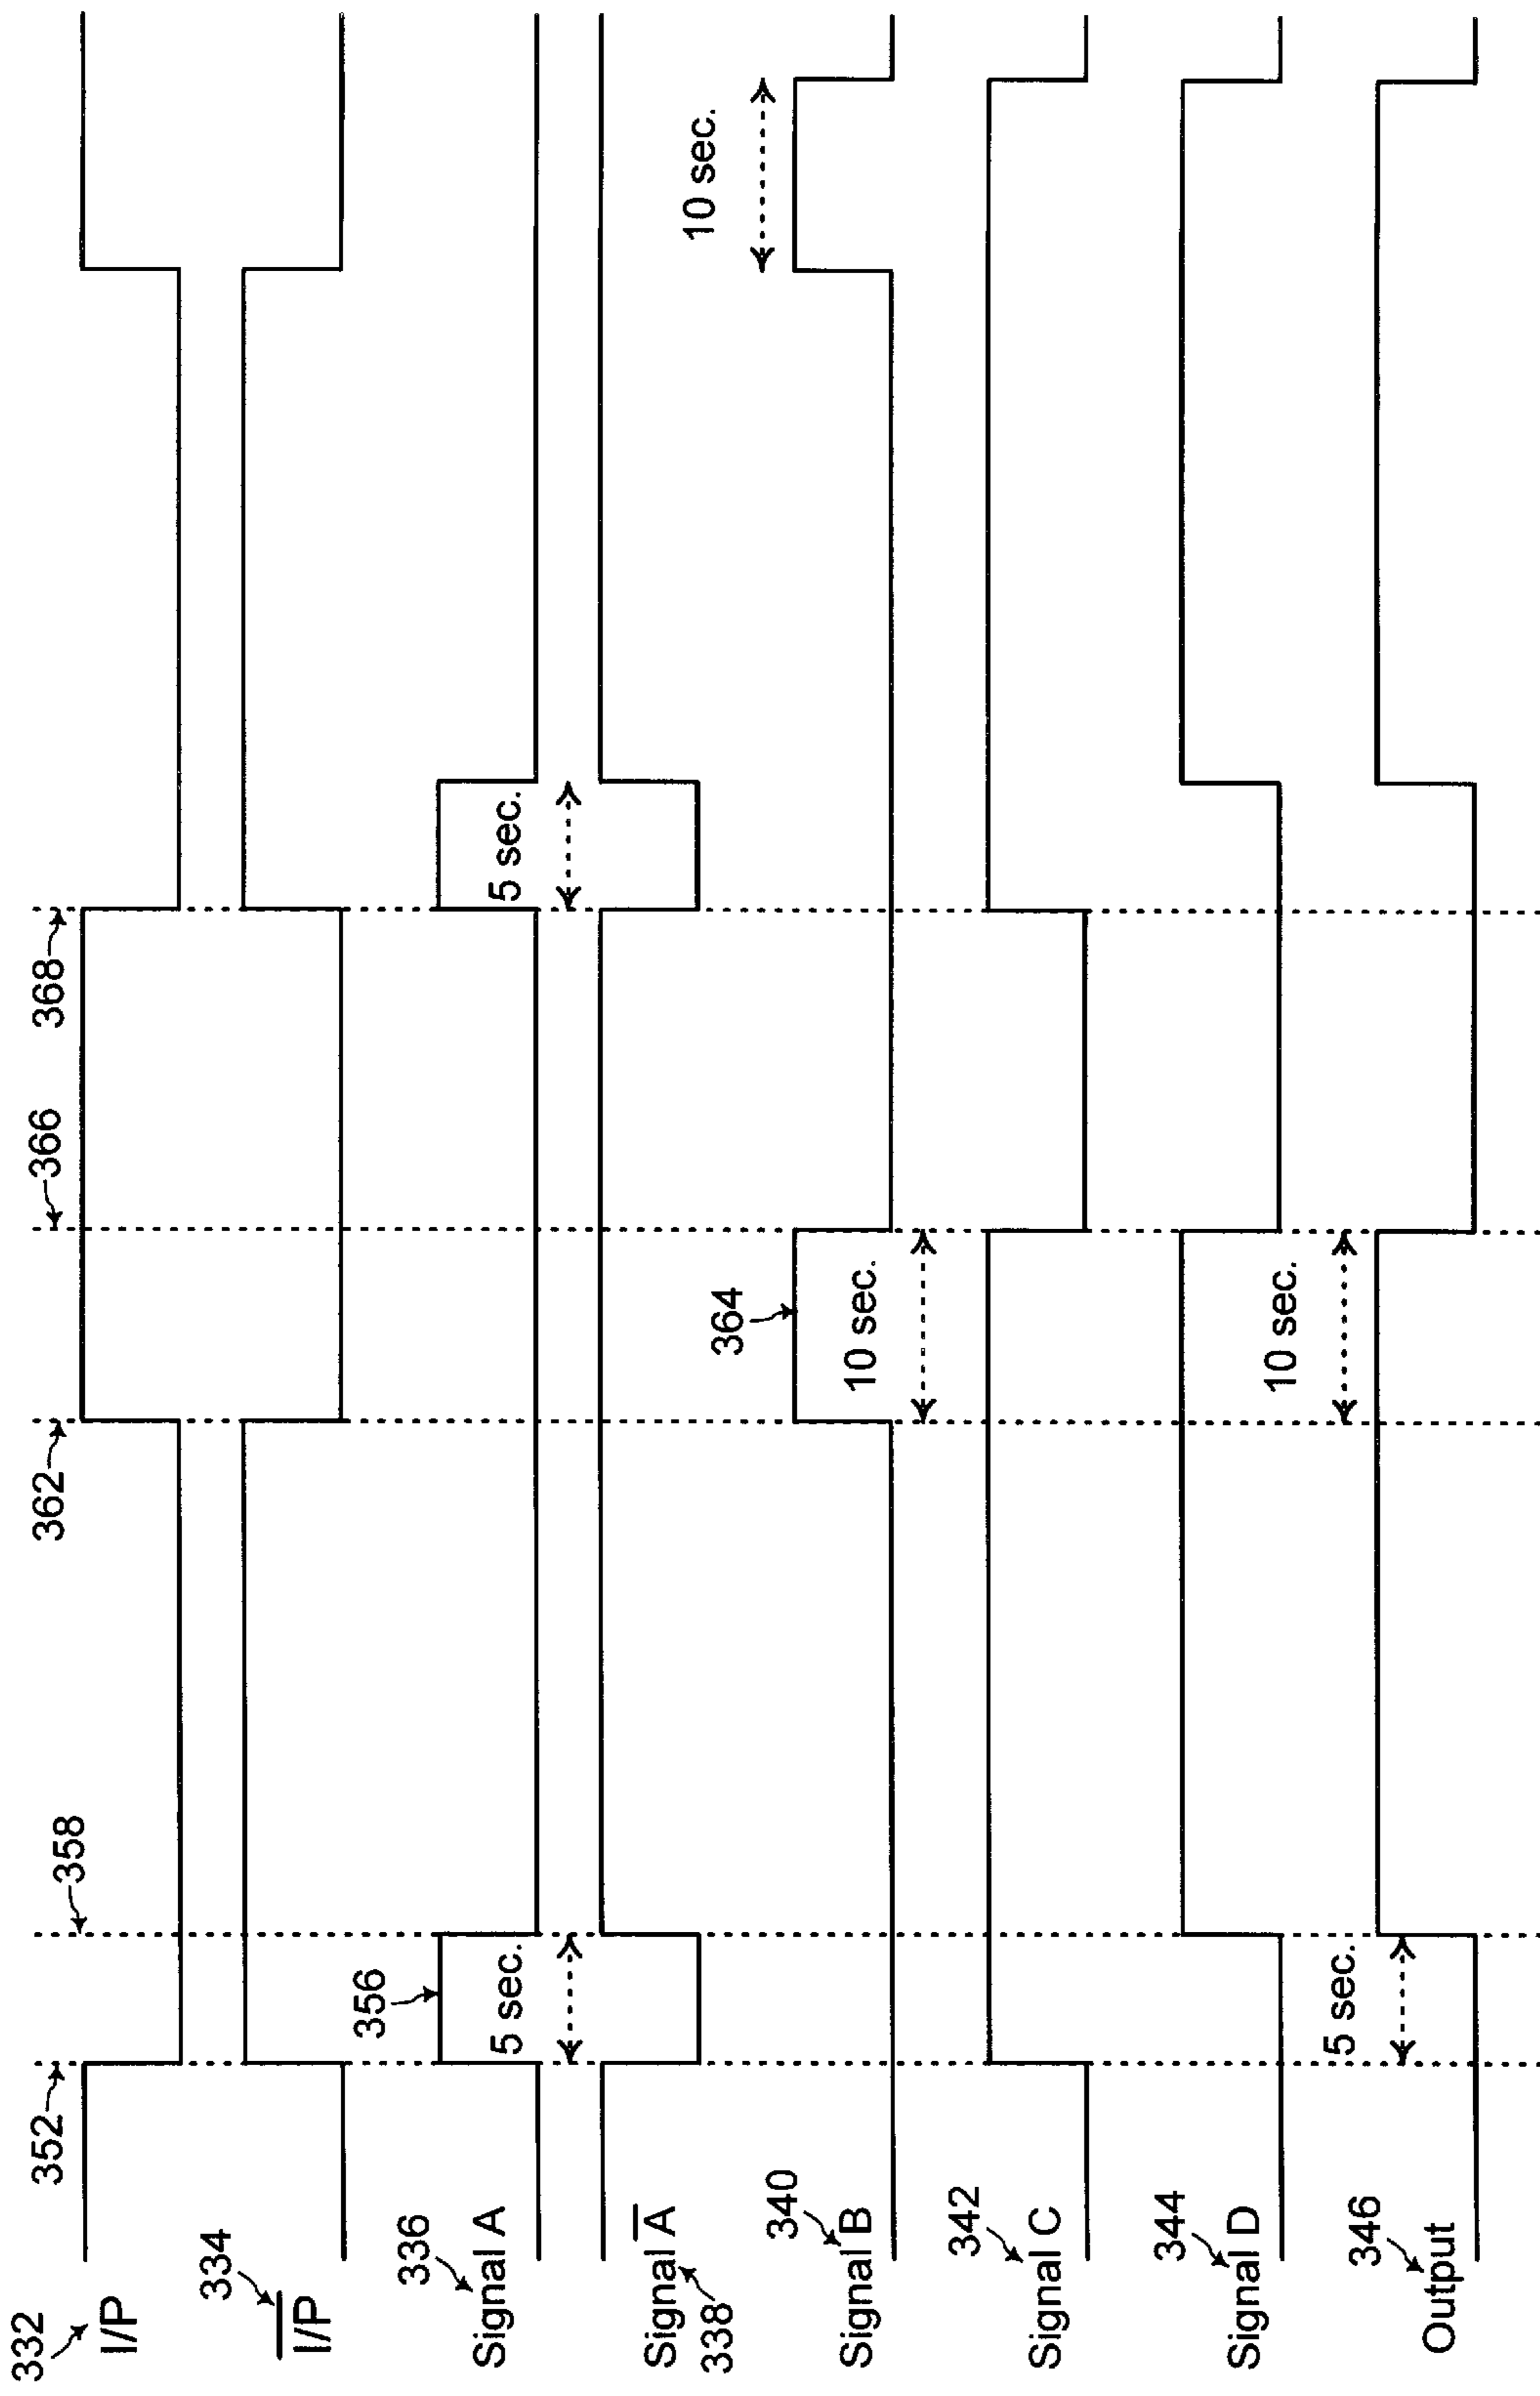 352
358
362
366
368
332
I/P
334
I̅/̅P̅
336
Signal A
356
5 sec.
5 sec.
Signal A̅
338
340
Signal B
364
10 sec.
10 sec.
342
Signal C
344
Signal D
346
Output
5 sec.
10 sec.